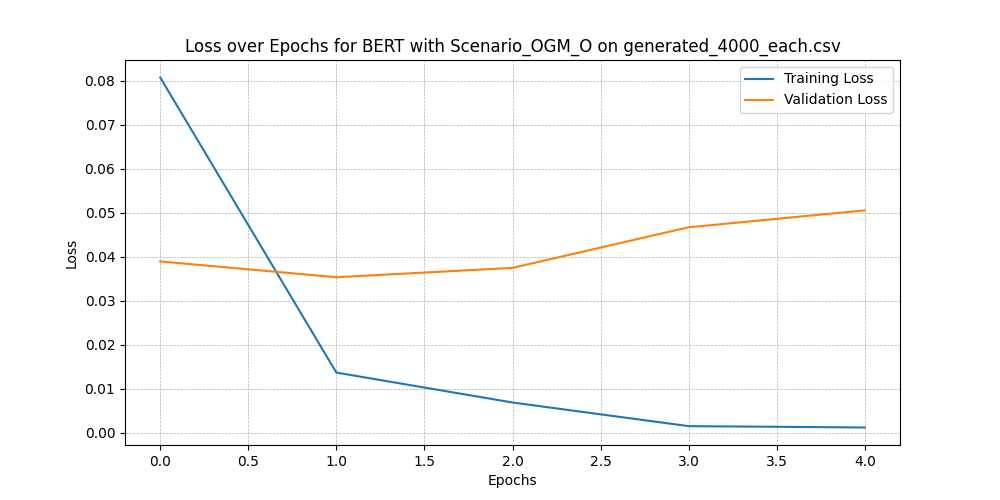 Loss over Epochs for BERT with Scenario_OGM_O on generated_4000_each.csv
Training Loss
Validation Loss
0.08
0.07
0.06
0.05
0.04
0.03
0.02
0.01
0.00
Loss
0.0 0.5 1.0 1.5 2.0 2.5 3.0 3.5 4.0
Epochs